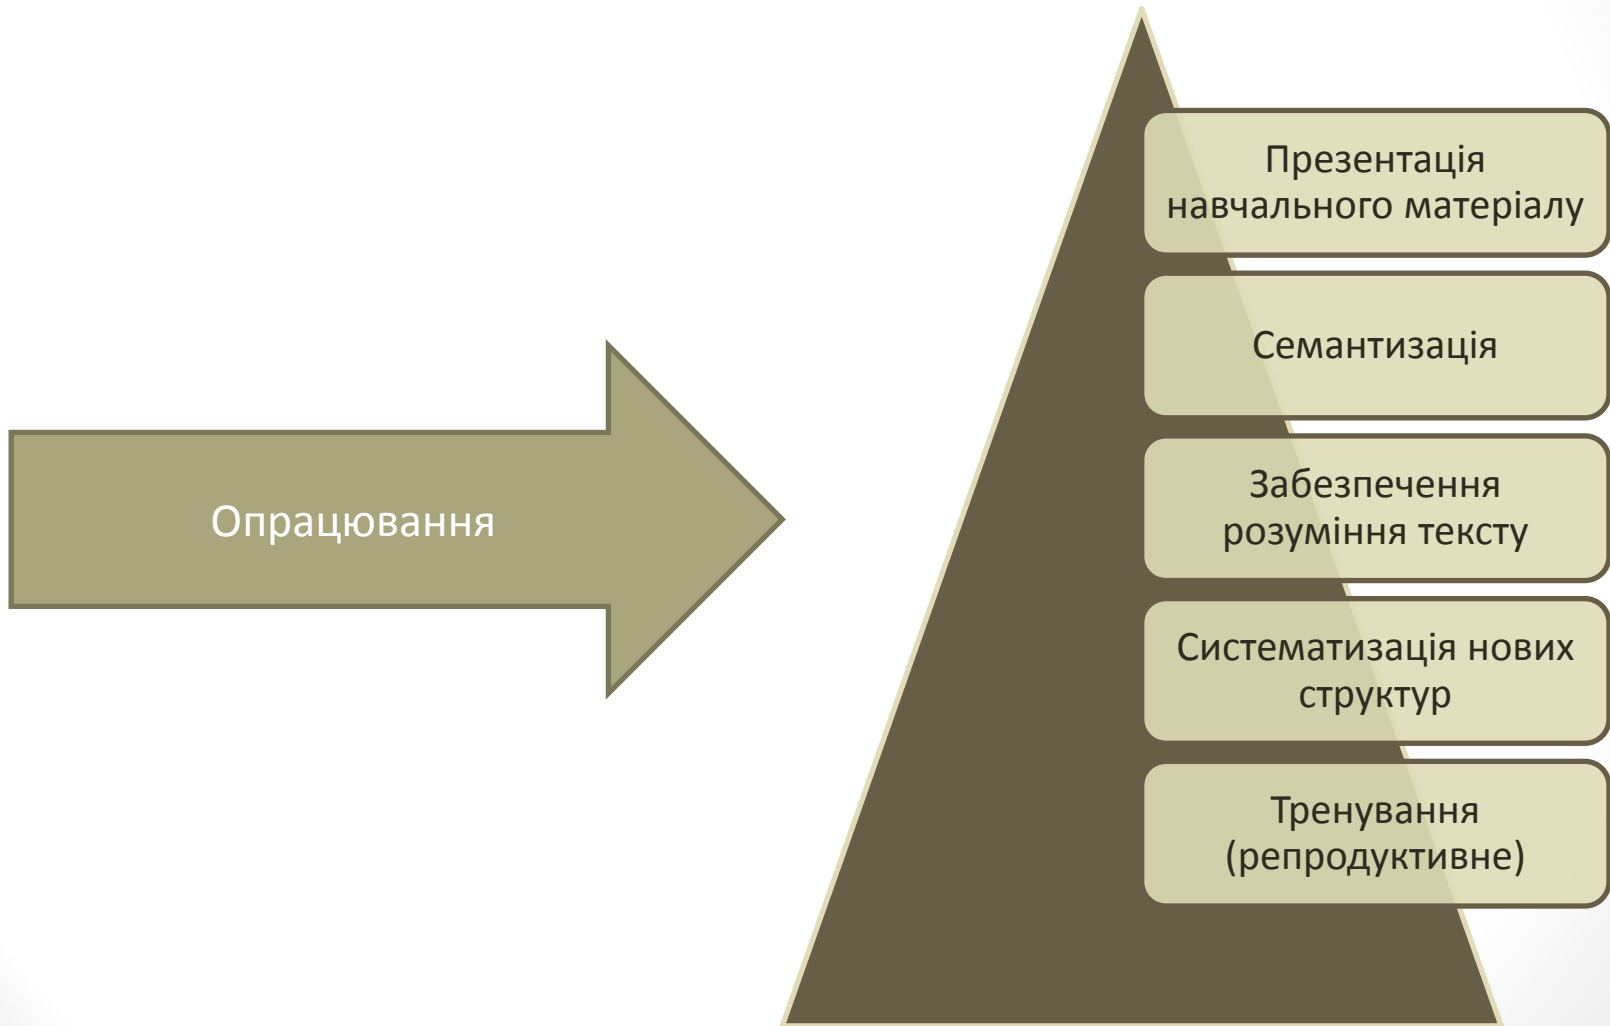 Опрацювання
Презентація
навчального матеріалу
Семантизація
Забезпечення
розуміння тексту
Систематизація нових
структур
Тренування
(репродуктивне)